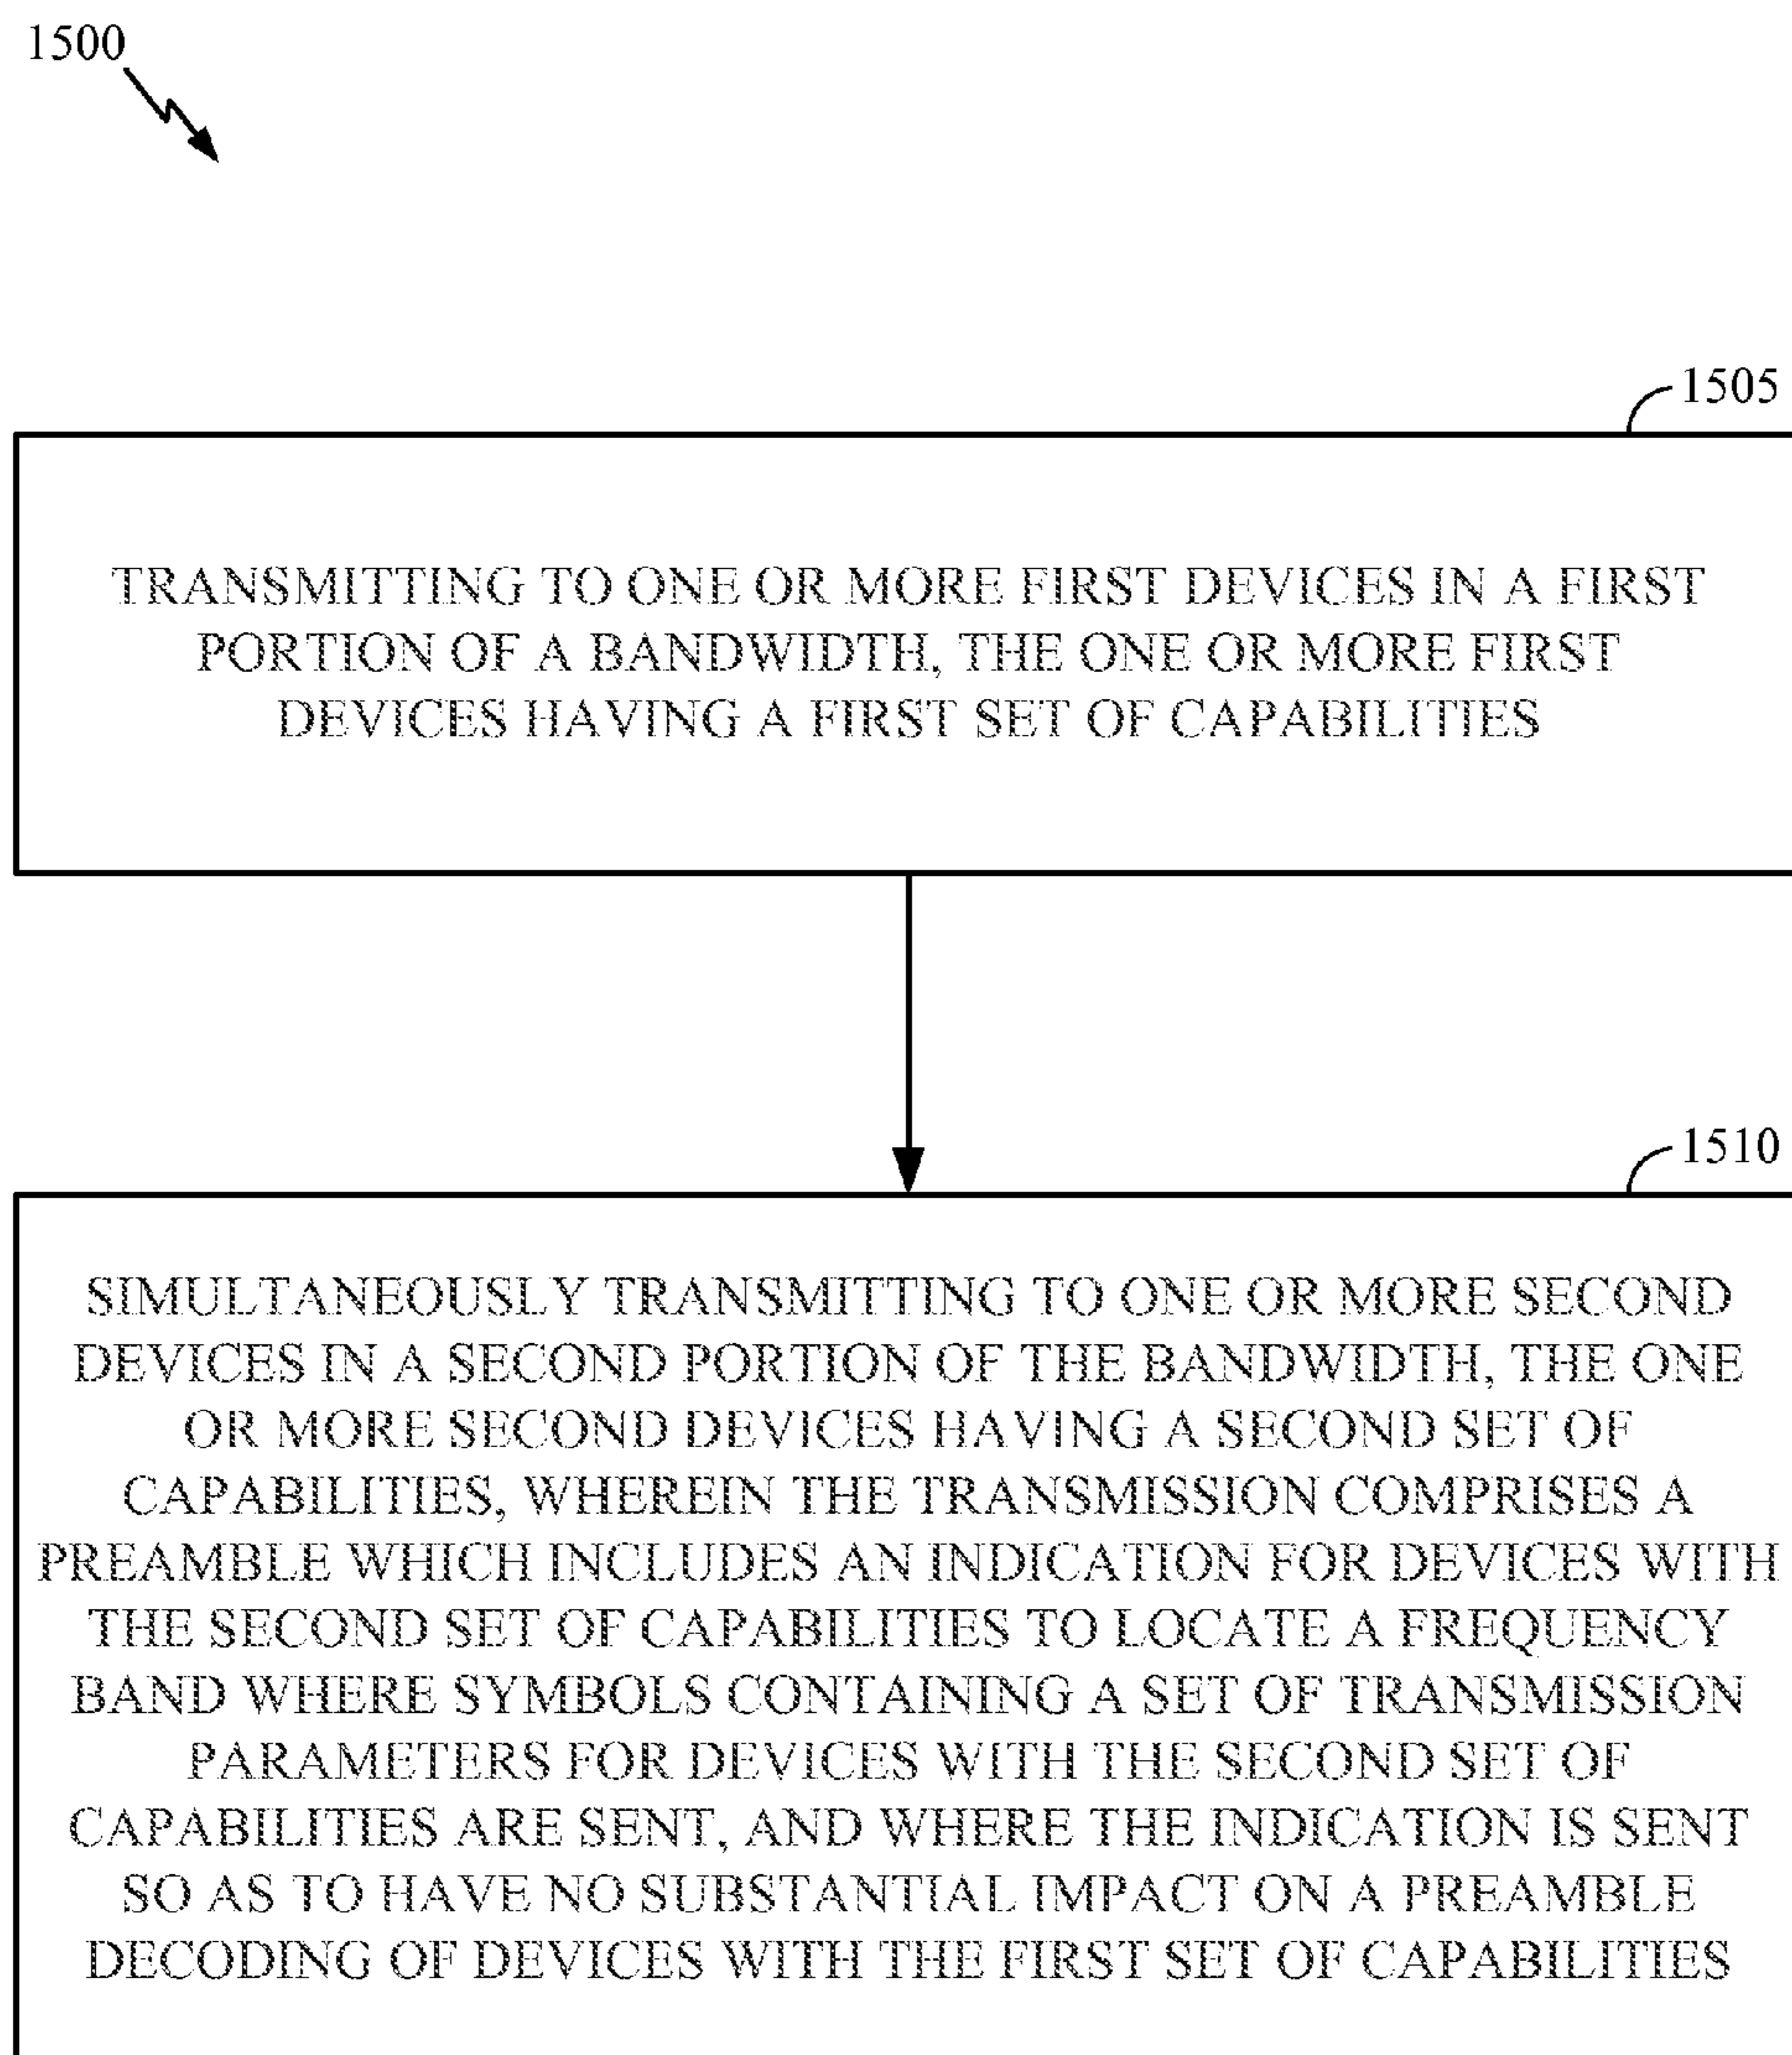 1500
1505
TRANSMITTING TO ONE OR MORE FIRST DEVICES IN A FIRST
PORTION OF A BANDWIDTH, THE ONE OR MORE FIRST
DEVICES HAVING A FIRST SET OF CAPABILITIES
1510
SIMULTANEOUSLY TRANSMITTING TO ONE OR MORE SECOND
DEVICES IN A SECOND PORTION OF THE BANDWIDTH, THE ONE
OR MORE SECOND DEVICES HAVING A SECOND SET OF
CAPABILITIES, WHEREIN THE TRANSMISSION COMPRISES A
PREAMBLE WHICH INCLUDES AN INDICATION FOR DEVICES WITH
THE SECOND SET OF CAPABILITIES TO LOCATE A FREQUENCY
BAND WHERE SYMBOLS CONTAINING A SET OF TRANSMISSION
PARAMETERS FOR DEVICES WITH THE SECOND SET OF
CAPABILITIES ARE SENT, AND WHERE THE INDICATION IS SENT
SO AS TO HAVE NO SUBSTANTIAL IMPACT ON A PREAMBLE
DECODING OF DEVICES WITH THE FIRST SET OF CAPABILITIES